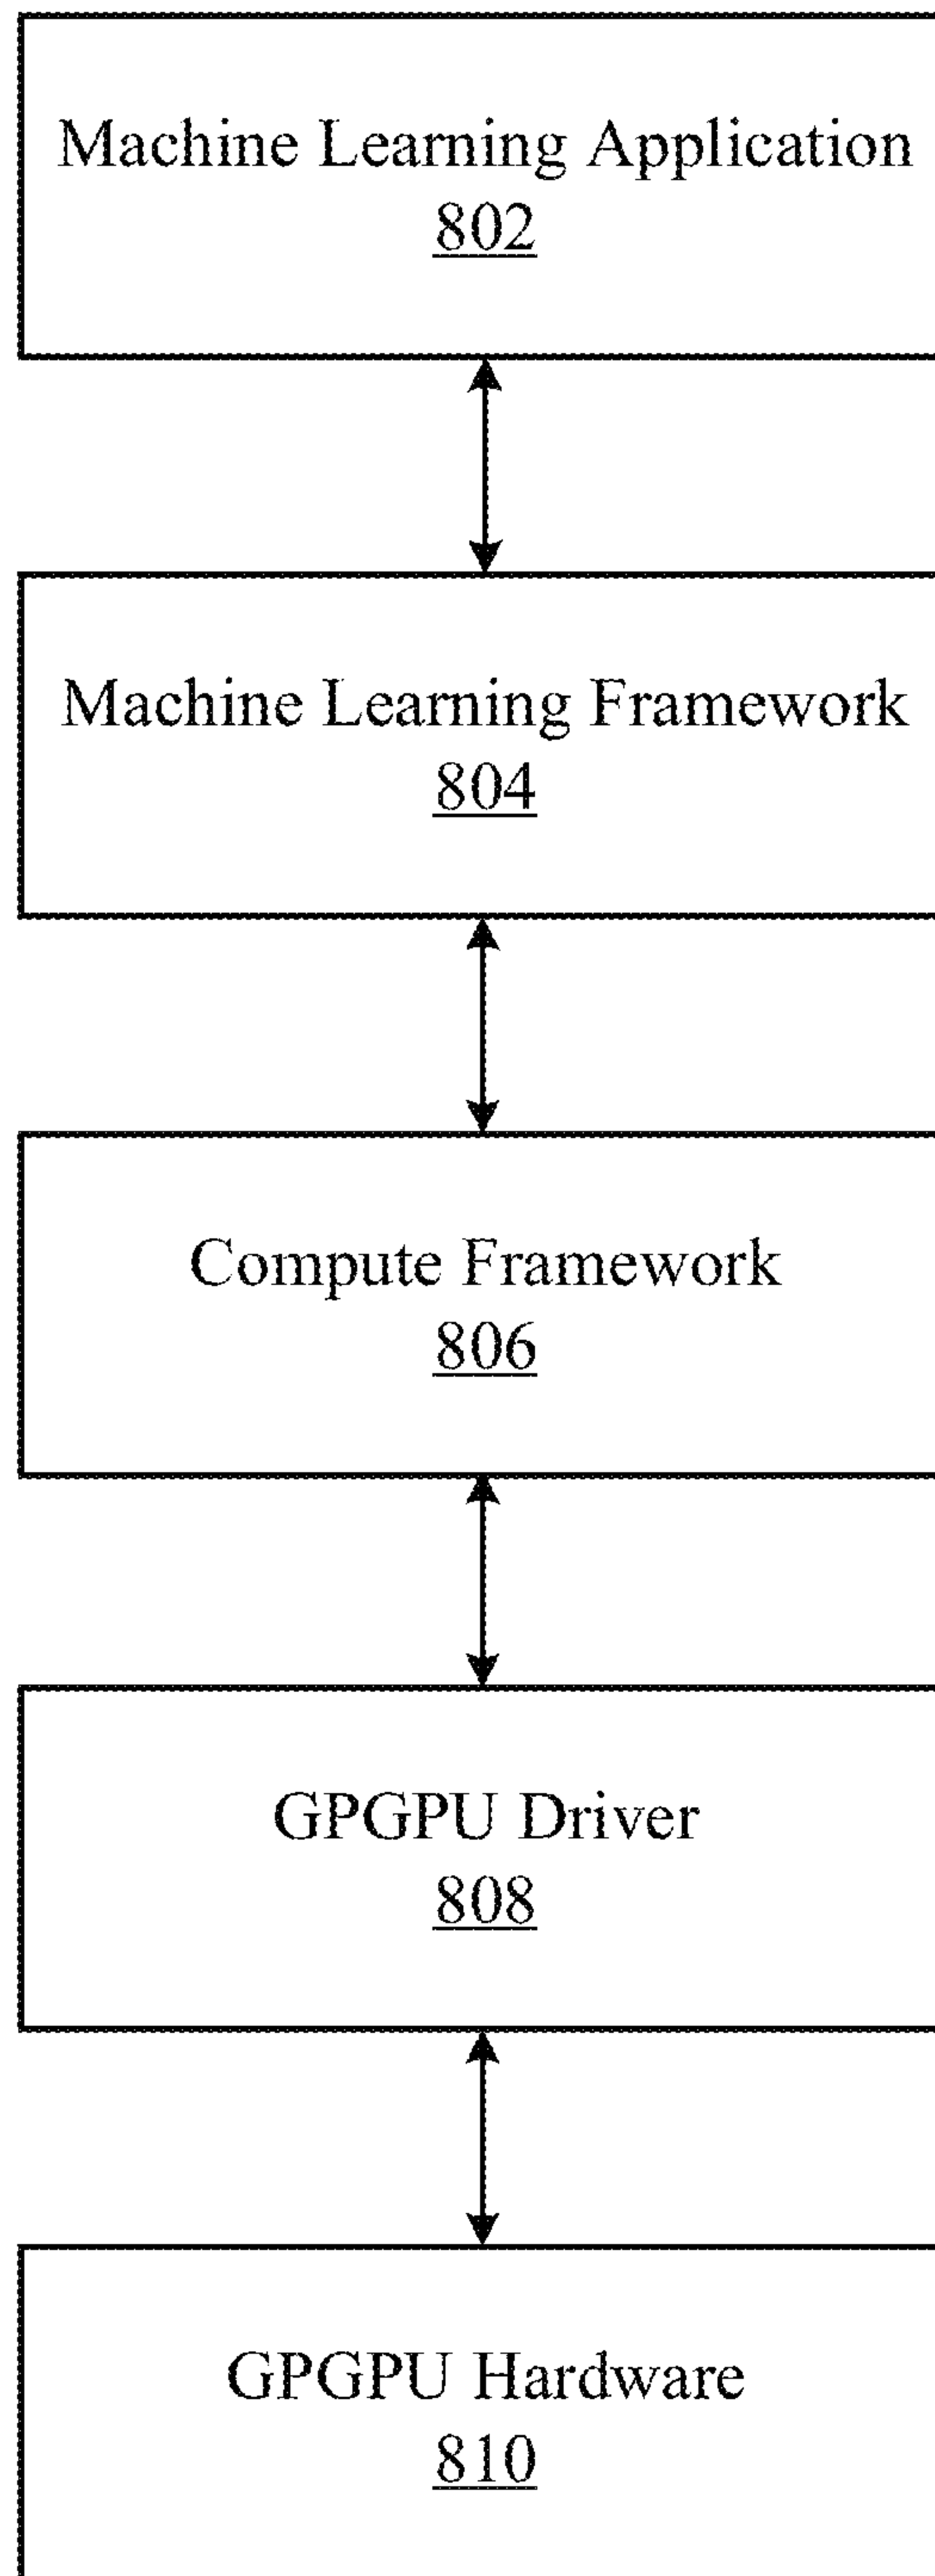 Machine Learning Application
802
Machine Learning Framework
804
Compute Framework
806
GPGPU Driver
808
GPGPU Hardware
810